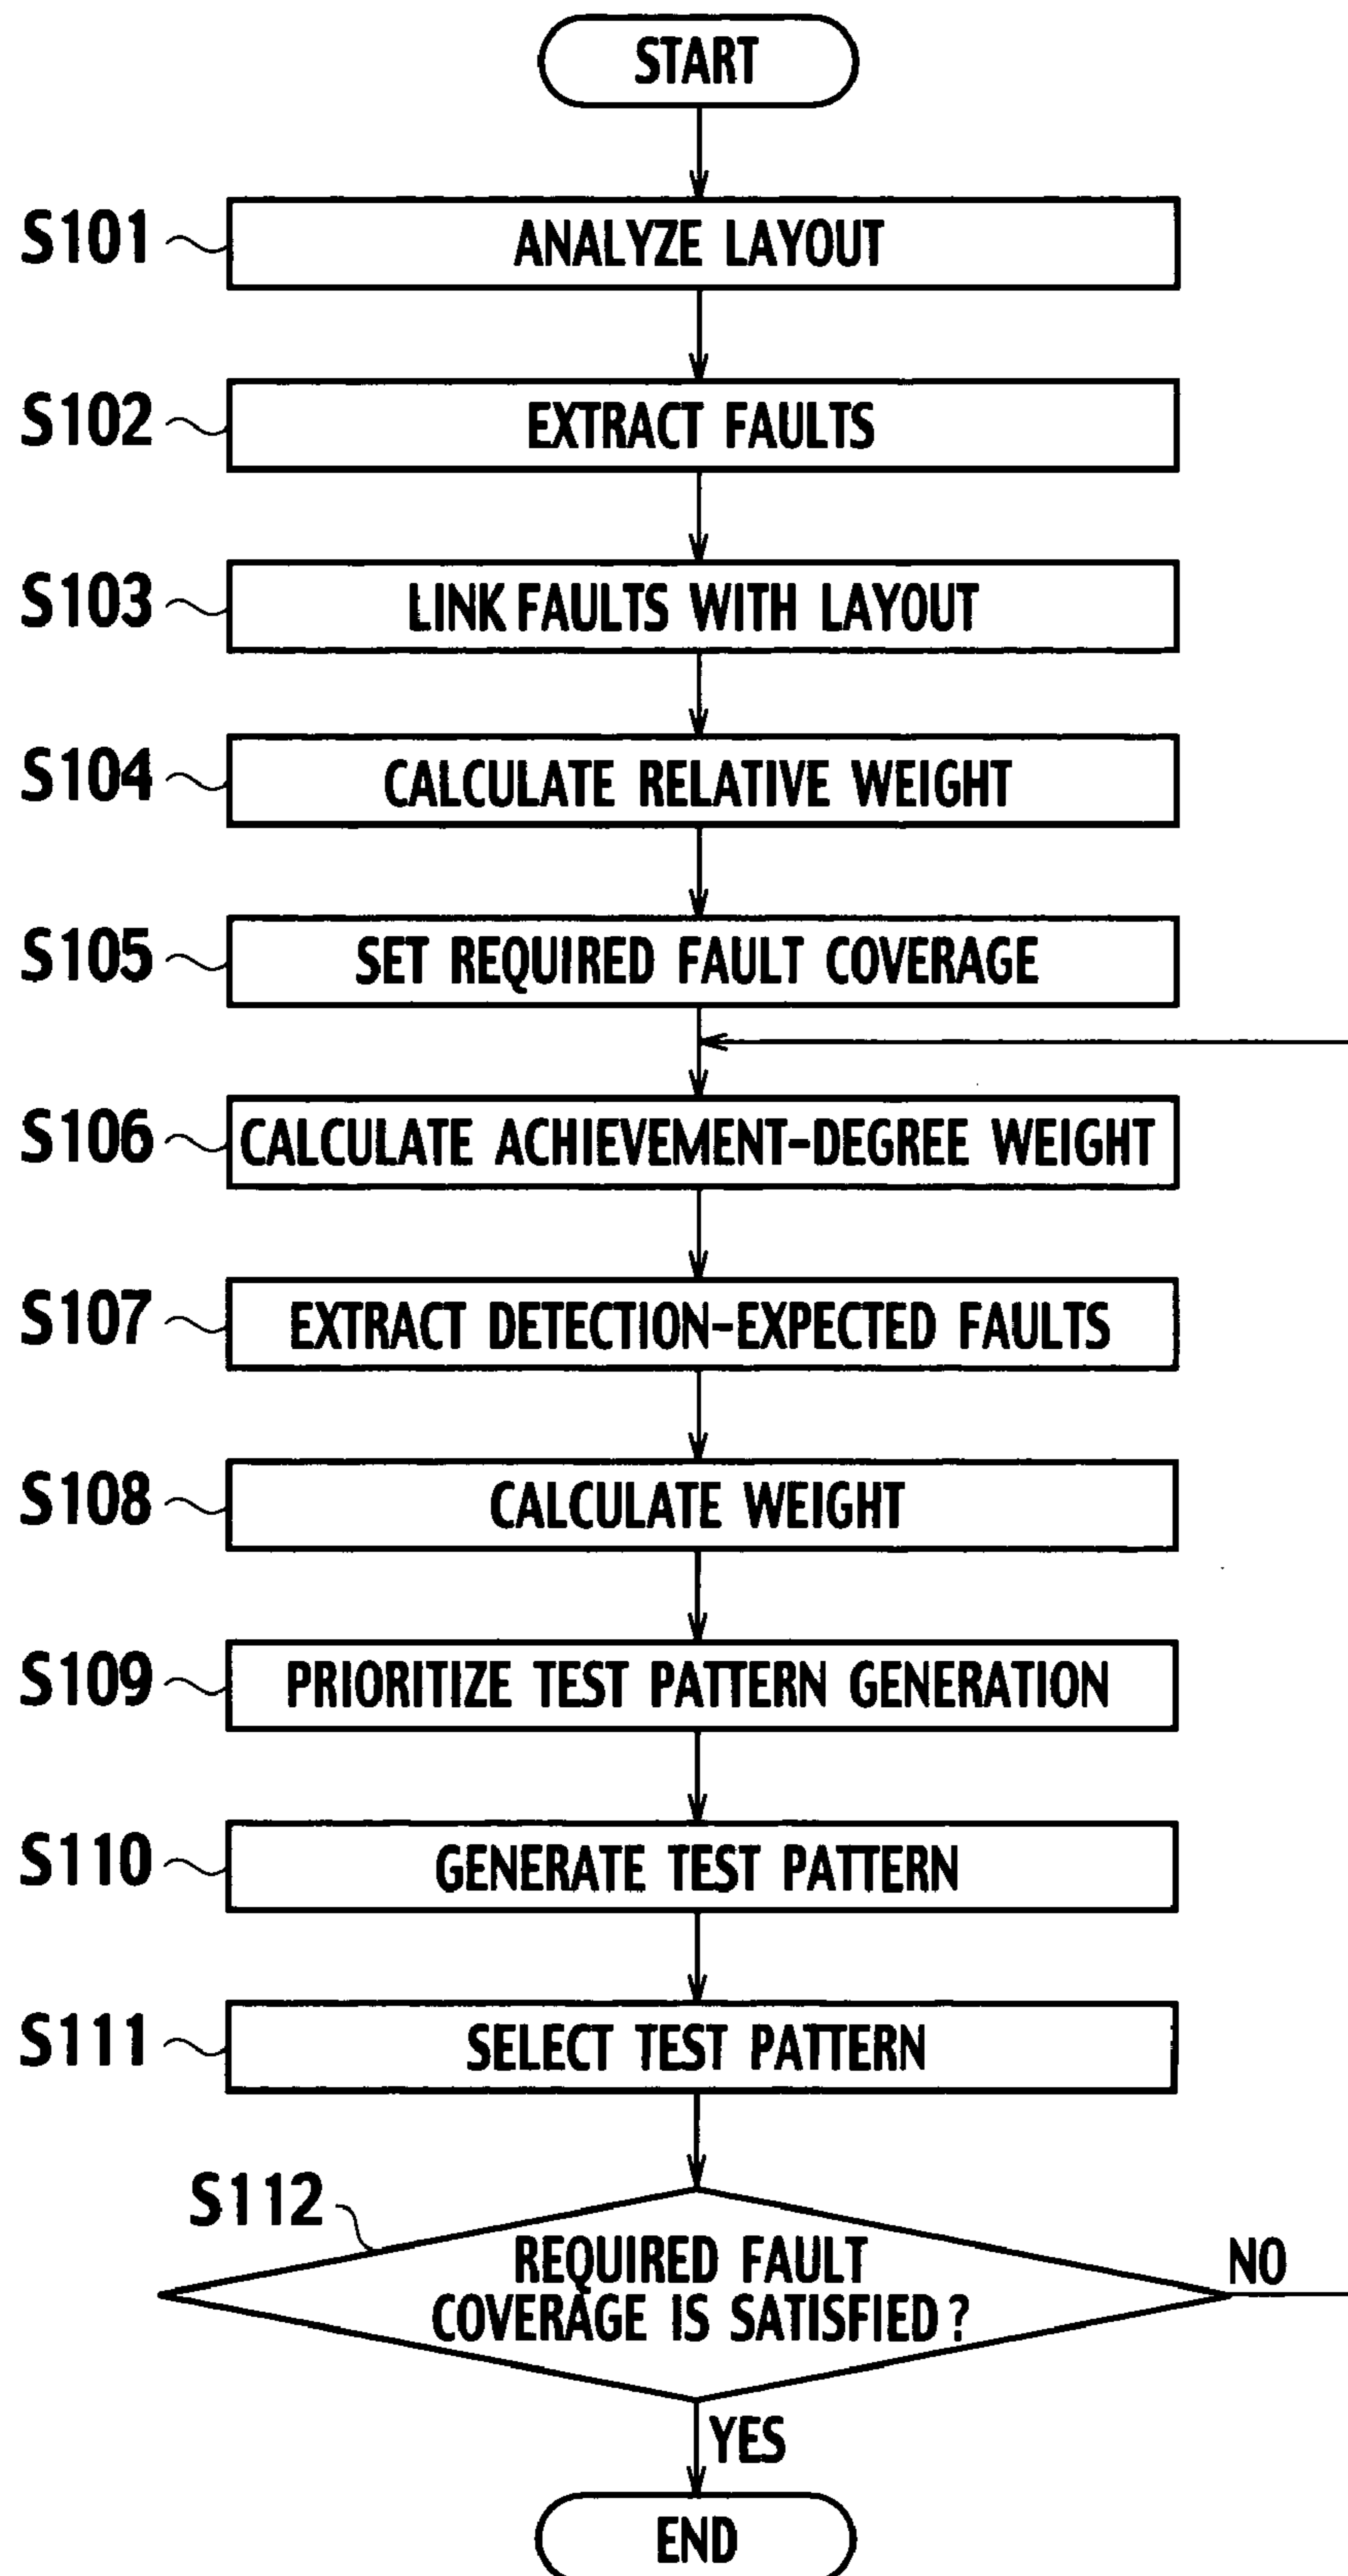 START
S101 ANALYZE LAYOUT
S102 EXTRACT FAULTS
S103 LINK FAULTS WITH LAYOUT
S104 CALCULATE RELATIVE WEIGHT
S105 SET REQUIRED FAULT COVERAGE
S106 CALCULATE ACHIEVEMENT-DEGREE WEIGHT
S107 EXTRACT DETECTION-EXPECTED FAULTS
S108 CALCULATE WEIGHT
S109 PRIORITIZE TEST PATTERN GENERATION
S110 GENERATE TEST PATTERN
S111 SELECT TEST PATTERN
S112
REQUIRED FAULT
COVERAGE IS SATISFIED?
NO
YES
END